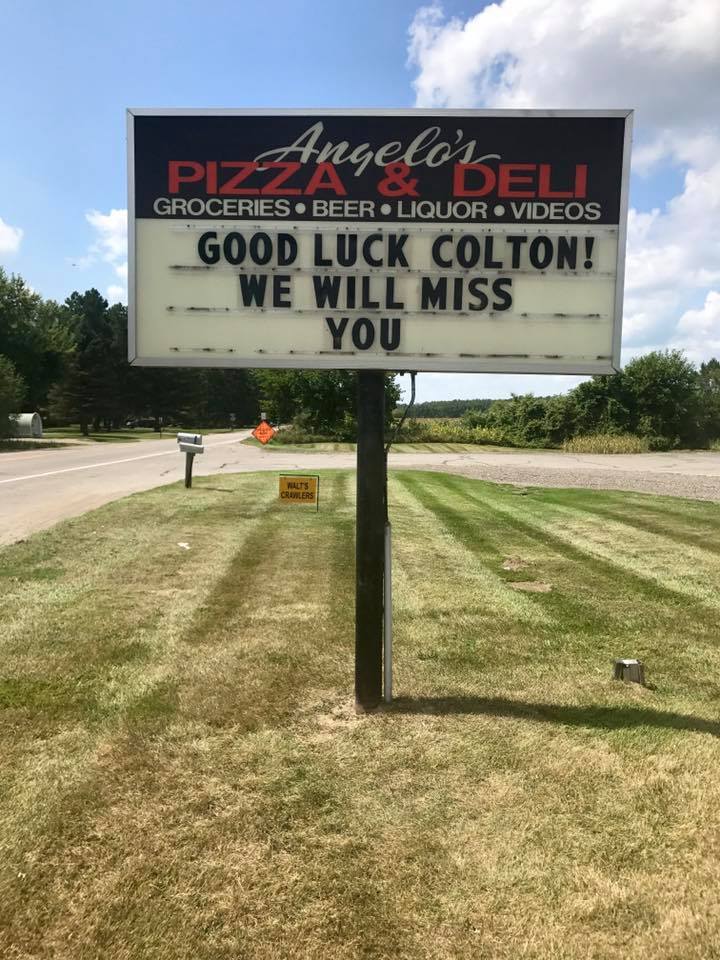 Angelo's
PIZZA & DELI
GROCERIES • BEER • LIQUOR • VIDEOS
GOOD LUCK COLTON!
WE WILL MISS
YOU
WALT'S
CRAWLERS